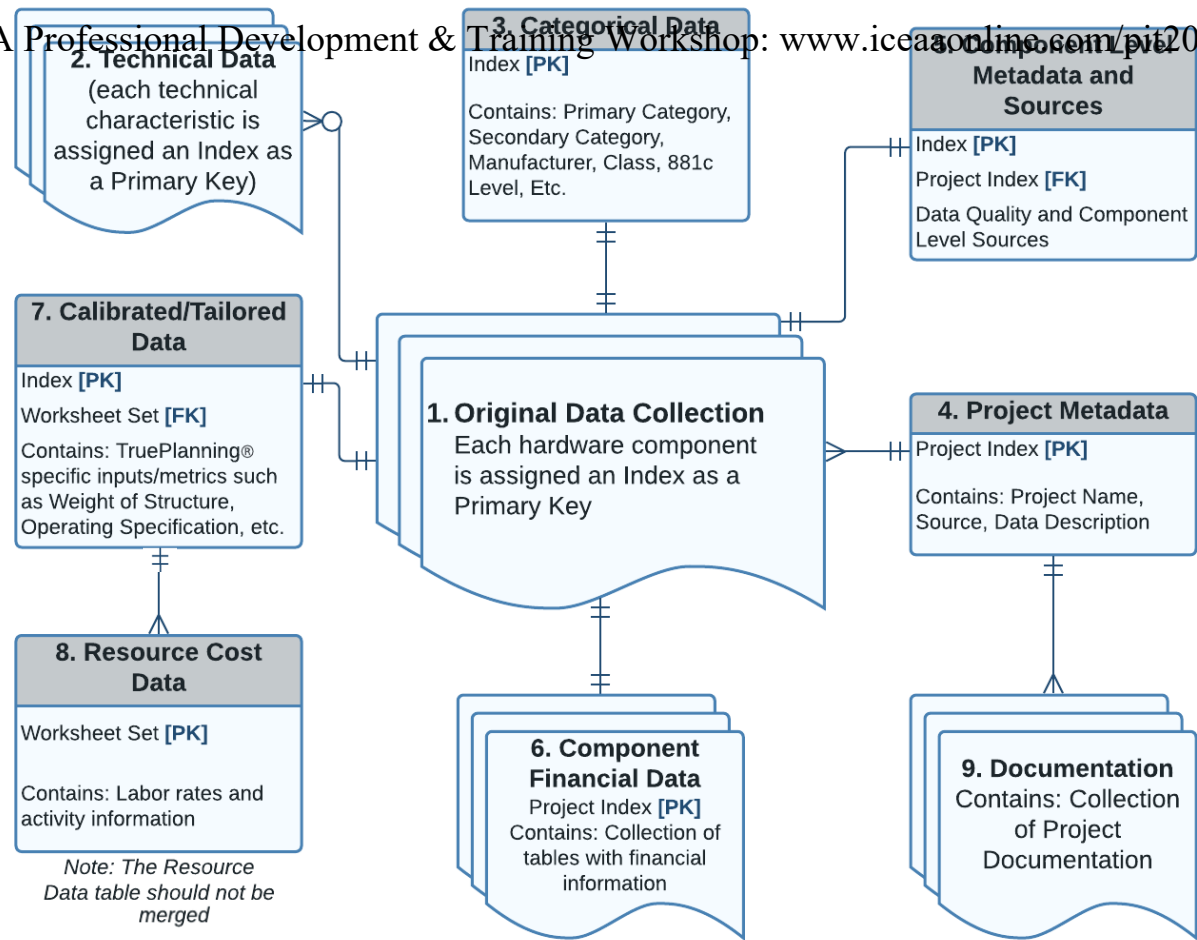 A Professional Development & Training Workshop: www.iceaaonline.com/pit20
2. Technical Data
(each technical
characteristic is
assigned an Index as
a Primary Key)
3. Categorical Data
Index [PK]
Contains: Primary Category,
Secondary Category,
Manufacturer, Class, 881c
Level, Etc.
5. Component Level
Metadata and
Sources
Index [PK]
Project Index [FK]
Data Quality and Component
Level Sources
7. Calibrated/Tailored
Data
Index [PK]
Worksheet Set [FK]
Contains: TruePlanning®
specific inputs/metrics such
as Weight of Structure,
Operating Specification, etc.
1. Original Data Collection
Each hardware component
is assigned an Index as a
Primary Key
4. Project Metadata
Project Index [PK]
Contains: Project Name,
Source, Data Description
8. Resource Cost
Data
Worksheet Set [PK]
Contains: Labor rates and
activity information
Note: The Resource
Data table should not be
merged
6. Component
Financial Data
Project Index [PK]
Contains: Collection of
tables with financial
information
9. Documentation
Contains: Collection
of Project
Documentation